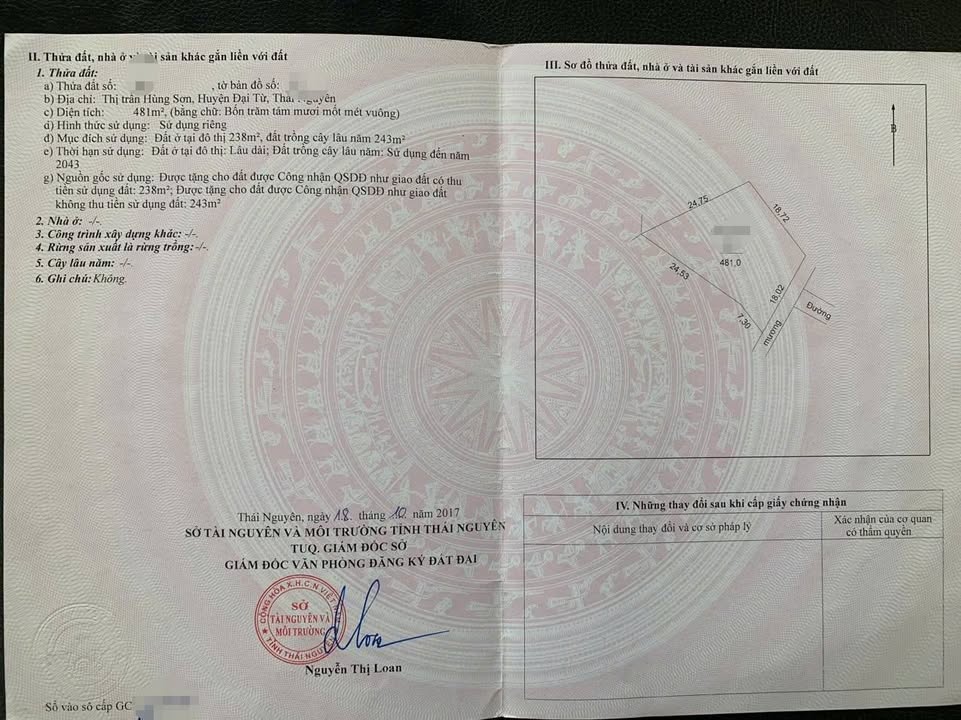 II. Thửa đất, nhà ở và tài sản khác gắn liền với đất
1. Thửa đất:
a) Thửa đất số: , tờ bản đồ số:
b) Địa chỉ: Thị trấn Hùng Sơn, Huyện Đại Từ, Thái Nguyên
c) Diện tích: 481m², (bằng chữ: Bốn trăm tám mươi mốt mét vuông)
d) Hình thức sử dụng: Sử dụng riêng
đ) Mục đích sử dụng: Đất ở tại đô thị 238m², đất trồng cây lâu năm 243m²
e) Thời hạn sử dụng: Đất ở tại đô thị: Lâu dài; Đất trồng cây lâu năm: Sử dụng đến năm
2043
g) Nguồn gốc sử dụng: Được tặng cho đất được Công nhận QSDĐ như giao đất có thu
tiền sử dụng đất: 238m²; Được tặng cho đất được Công nhận QSDĐ như giao đất
không thu tiền sử dụng đất: 243m²
2. Nhà ở: -/-.
3. Công trình xây dựng khác: -/-.
4. Rừng sản xuất là rừng trồng: -/-.
5. Cây lâu năm: -/-.
6. Ghi chú: Không.
Thái Nguyên, ngày 18 tháng 10 năm 2017
SỞ TÀI NGUYÊN VÀ MÔI TRƯỜNG TỈNH THÁI NGUYÊN
TUQ. GIÁM ĐỐC SỞ
GIÁM ĐỐC VĂN PHÒNG ĐĂNG KÝ ĐẤT ĐAI
CỘNG HÒA X.H.C.N VIỆT NAM
SỞ
TÀI NGUYÊN VÀ
MÔI TRƯỜNG
TỈNH THÁI NGUYÊN
Nguyễn Thị Loan
Số vào sổ cấp GC
III. Sơ đồ thửa đất, nhà ở và tài sản khác gắn liền với đất
B
24,75
18,72
481.0
24,53
18,02
7,30
mương
Đường
IV. Những thay đổi sau khi cấp giấy chứng nhận
Nội dung thay đổi và cơ sở pháp lý
Xác nhận của cơ quan
có thẩm quyền